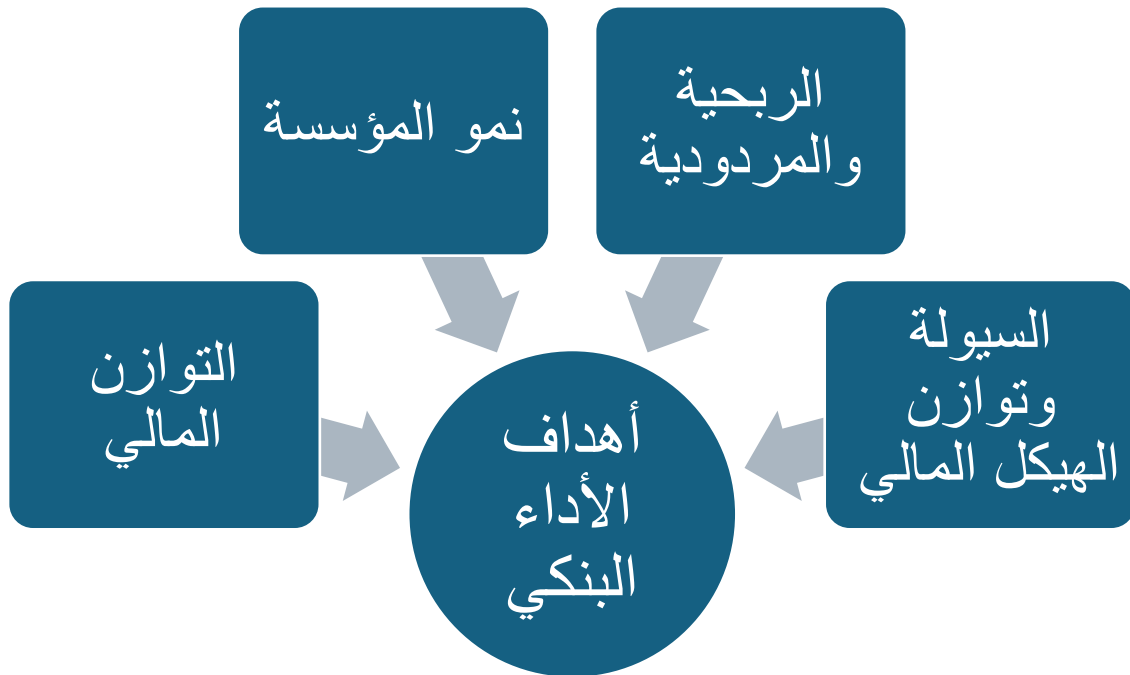 الربحية
والمردودية
نمو المؤسسة
السيولة
وتوازن
الهيكل المالي
التوازن
المالي
أهداف
الأداء
البنكي